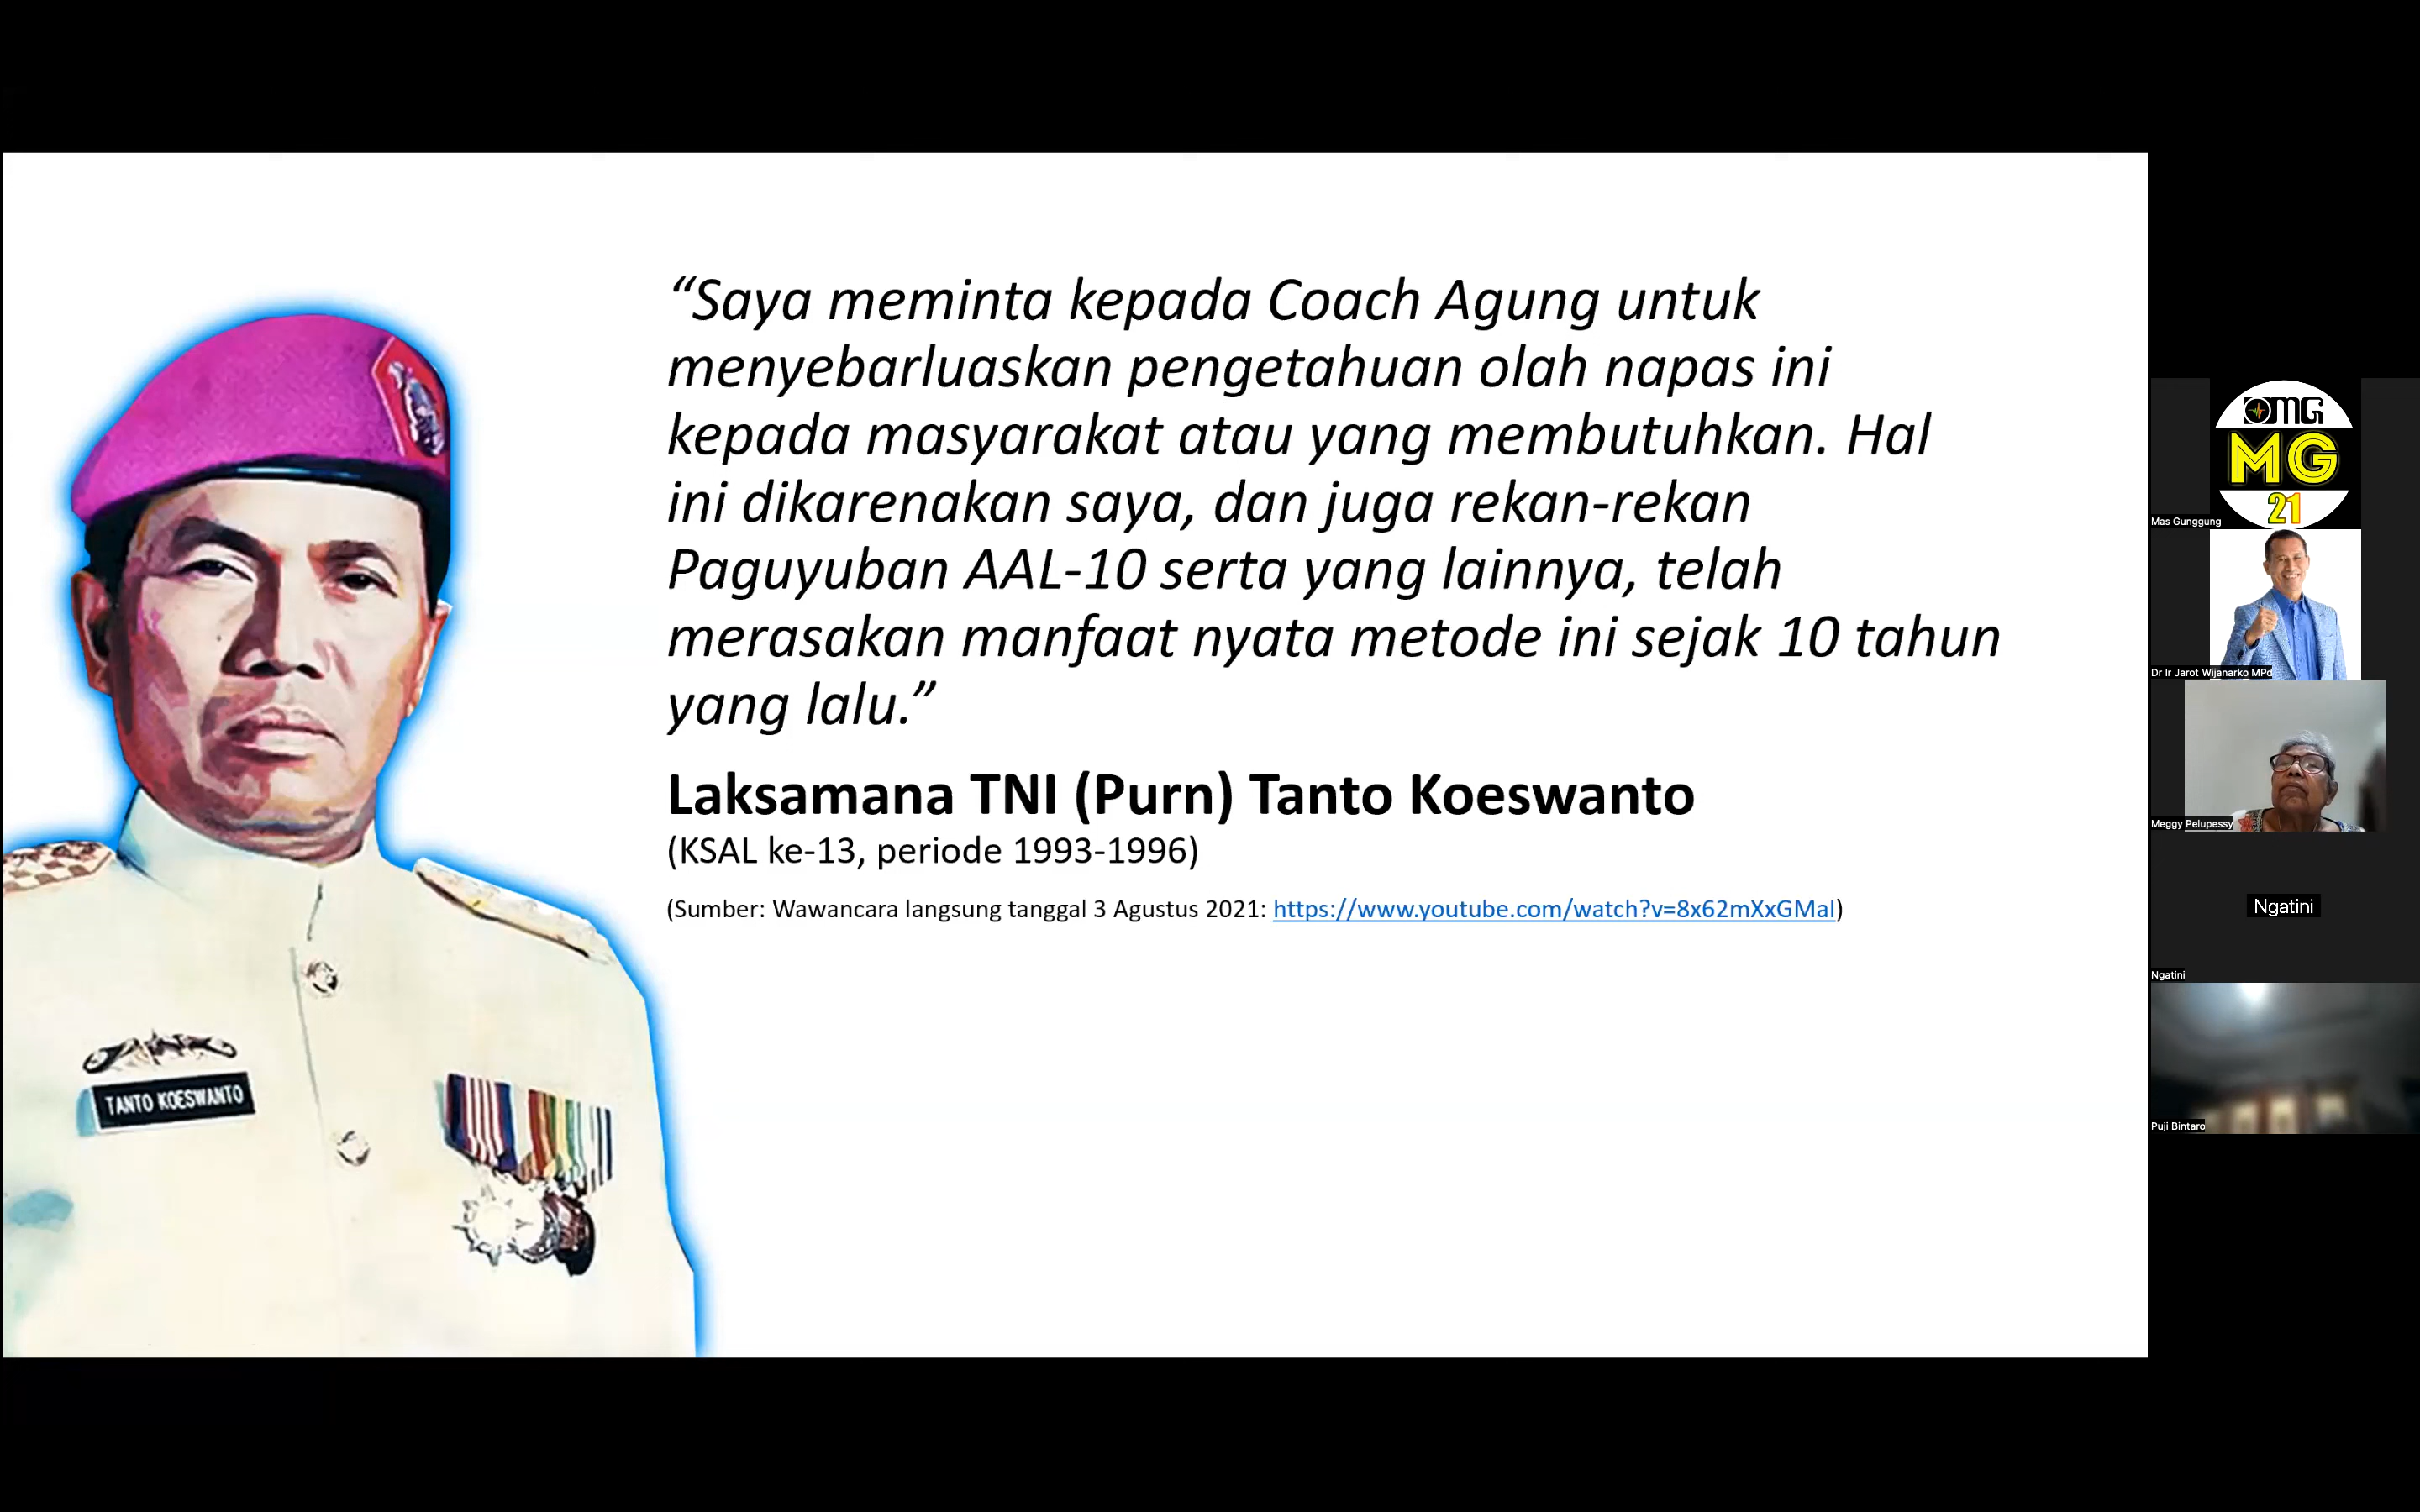 “Saya meminta kepada Coach Agung untuk
menyebarluaskan pengetahuan olah napas ini
kepada masyarakat atau yang membutuhkan. Hal
ini dikarenakan saya, dan juga rekan-rekan
Paguyuban AAL-10 serta yang lainnya, telah
merasakan manfaat nyata metode ini sejak 10 tahun
yang lalu.”
Laksamana TNI (Purn) Tanto Koeswanto
(KSAL ke-13, periode 1993-1996)
(Sumber: Wawancara langsung tanggal 3 Agustus 2021: https://www.youtube.com/watch?v=8x62mXxGMaI)
TANTO KOESWANTO
OMG
MG
21
Mas Gunggung
Dr Ir Jarot Wijanarko MPd
Meggy Pelupessy
Ngatini
Ngatini
Puji Bintaro